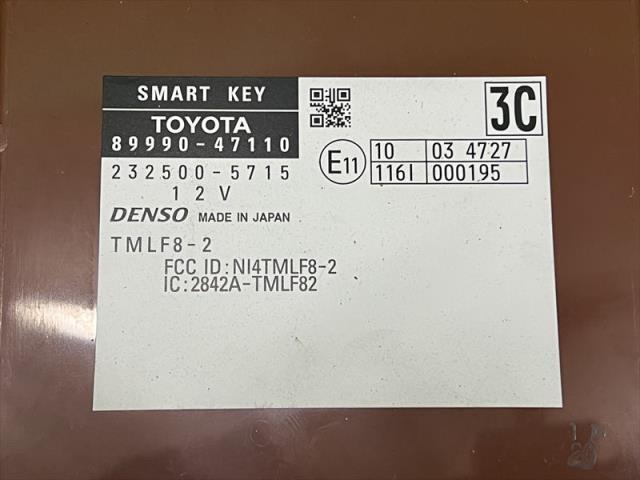 SMART KEY
TOYOTA
89990-47110
232500-5715
12V
DENSO MADE IN JAPAN
TMLF8-2
FCC ID:NI4TMLF8-2
IC:2842A-TMLF82
3C
E11
10 03 4727
116I 000195